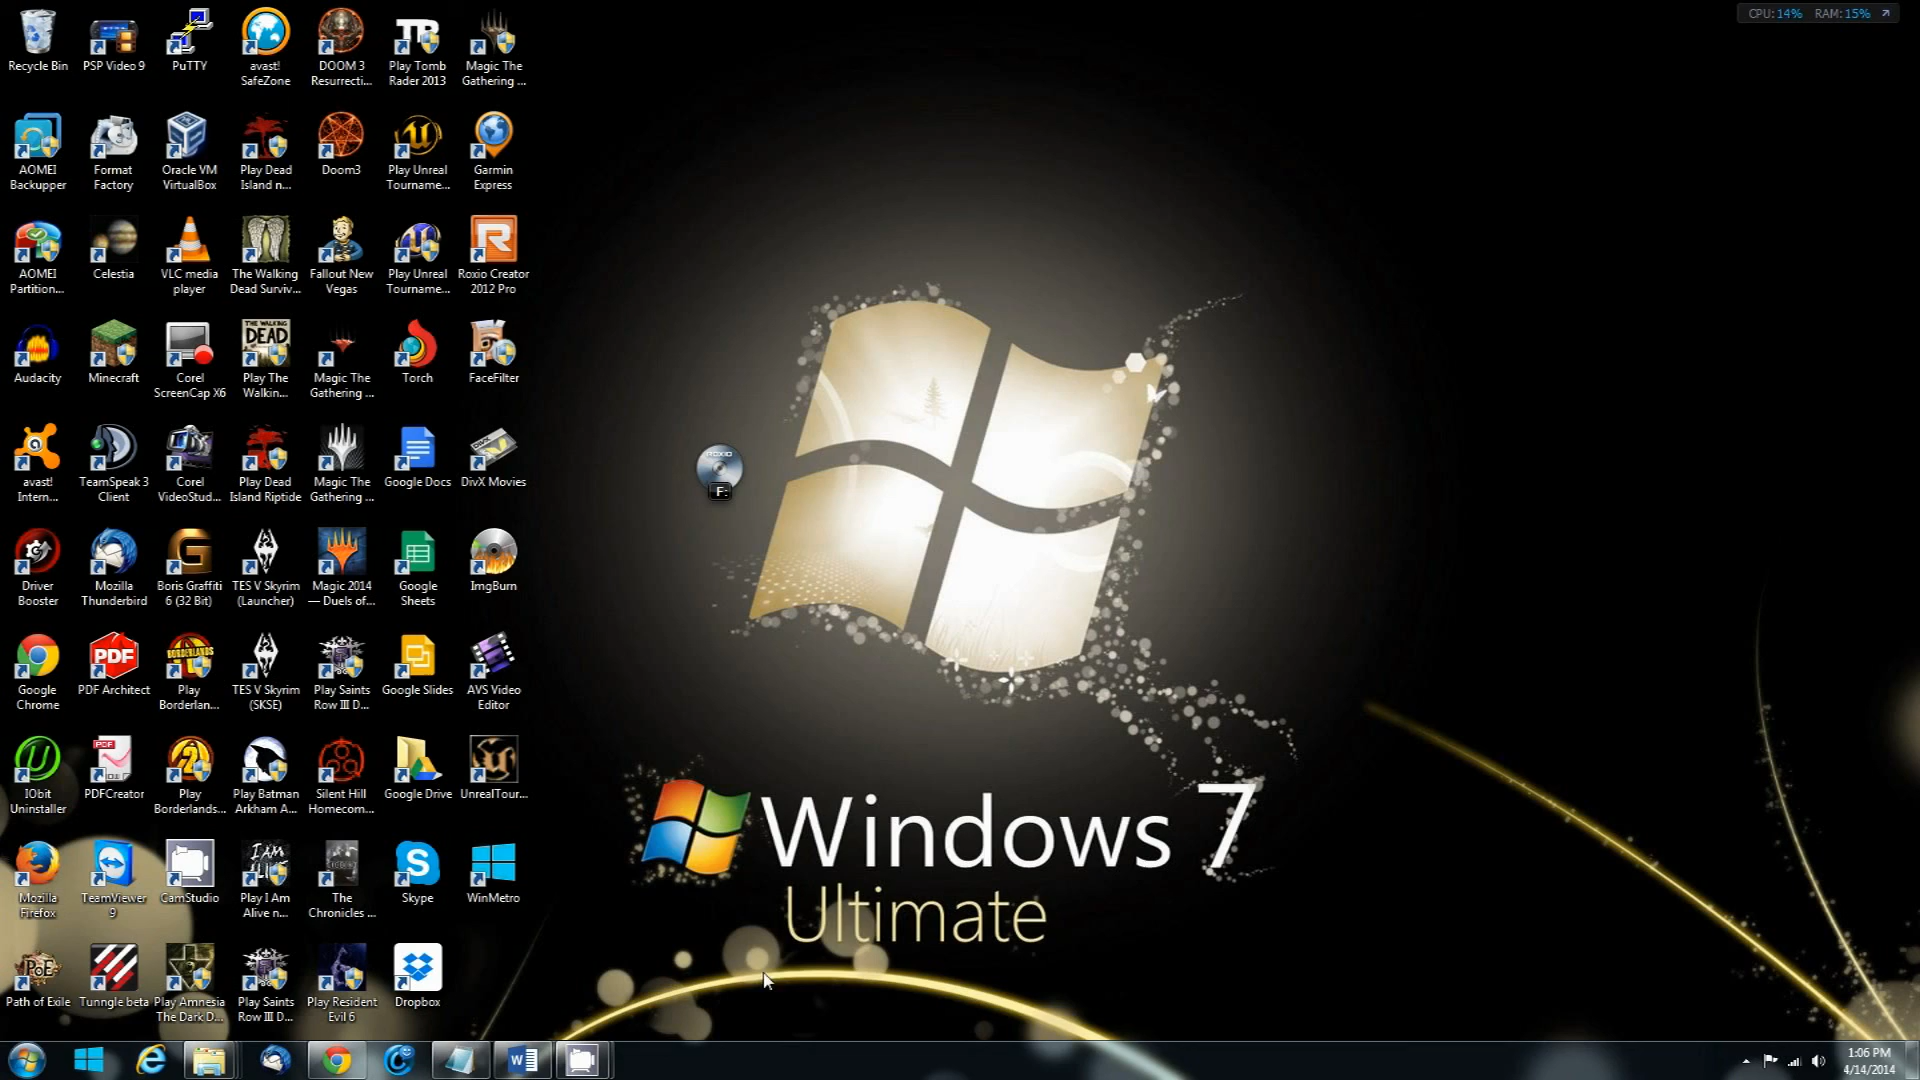 CPU: 14% RAM: 15%
Recycle Bin
PSP Video 9
PuTTY
avast!
SafeZone
DOOM 3
Resurrecti...
Play Tomb
Rader 2013
Magic The
Gathering ...
AOMEI
Backupper
Format
Factory
Oracle VM
VirtualBox
Play Dead
Island n...
Doom3
Play Unreal
Tourname...
Garmin
Express
AOMEI
Partition...
Celestia
VLC media
player
The Walking
Dead Surviv...
Fallout New
Vegas
Play Unreal
Tourname...
Roxio Creator
2012 Pro
Audacity
Minecraft
Corel
ScreenCap X6
THE WALKING
DEAD
Play The
Walkin...
Magic The
Gathering ...
Torch
FaceFilter
avast!
Intern...
TeamSpeak 3
Client
Corel
VideoStud...
Play Dead
Island Riptide
Magic The
Gathering ...
Google Docs
DivX Movies
ROXIO
F:
Driver
Booster
Mozilla
Thunderbird
Boris Graffiti
6 (32 Bit)
TES V Skyrim
(Launcher)
Magic 2014
— Duels of...
Google
Sheets
ImgBurn
Google
Chrome
PDF
PDF Architect
BORDERLANDS
Play
Borderlan...
TES V Skyrim
(SKSE)
Play Saints
Row III D...
Google Slides
AVS Video
Editor
IObit
Uninstaller
PDF
PDFCreator
Play
Borderlands...
Play Batman
Arkham A...
Silent Hill
Homecom...
Google Drive
UnrealTour...
Windows 7
Ultimate
Mozilla
Firefox
TeamViewer
9
CamStudio
I AM
Play I Am
Alive n...
The
Chronicles ...
Skype
WinMetro
PoE
Path of Exile
Tunngle beta
Play Amnesia
The Dark D...
Play Saints
Row III D...
Play Resident
Evil 6
Dropbox
1:06 PM
4/14/2014